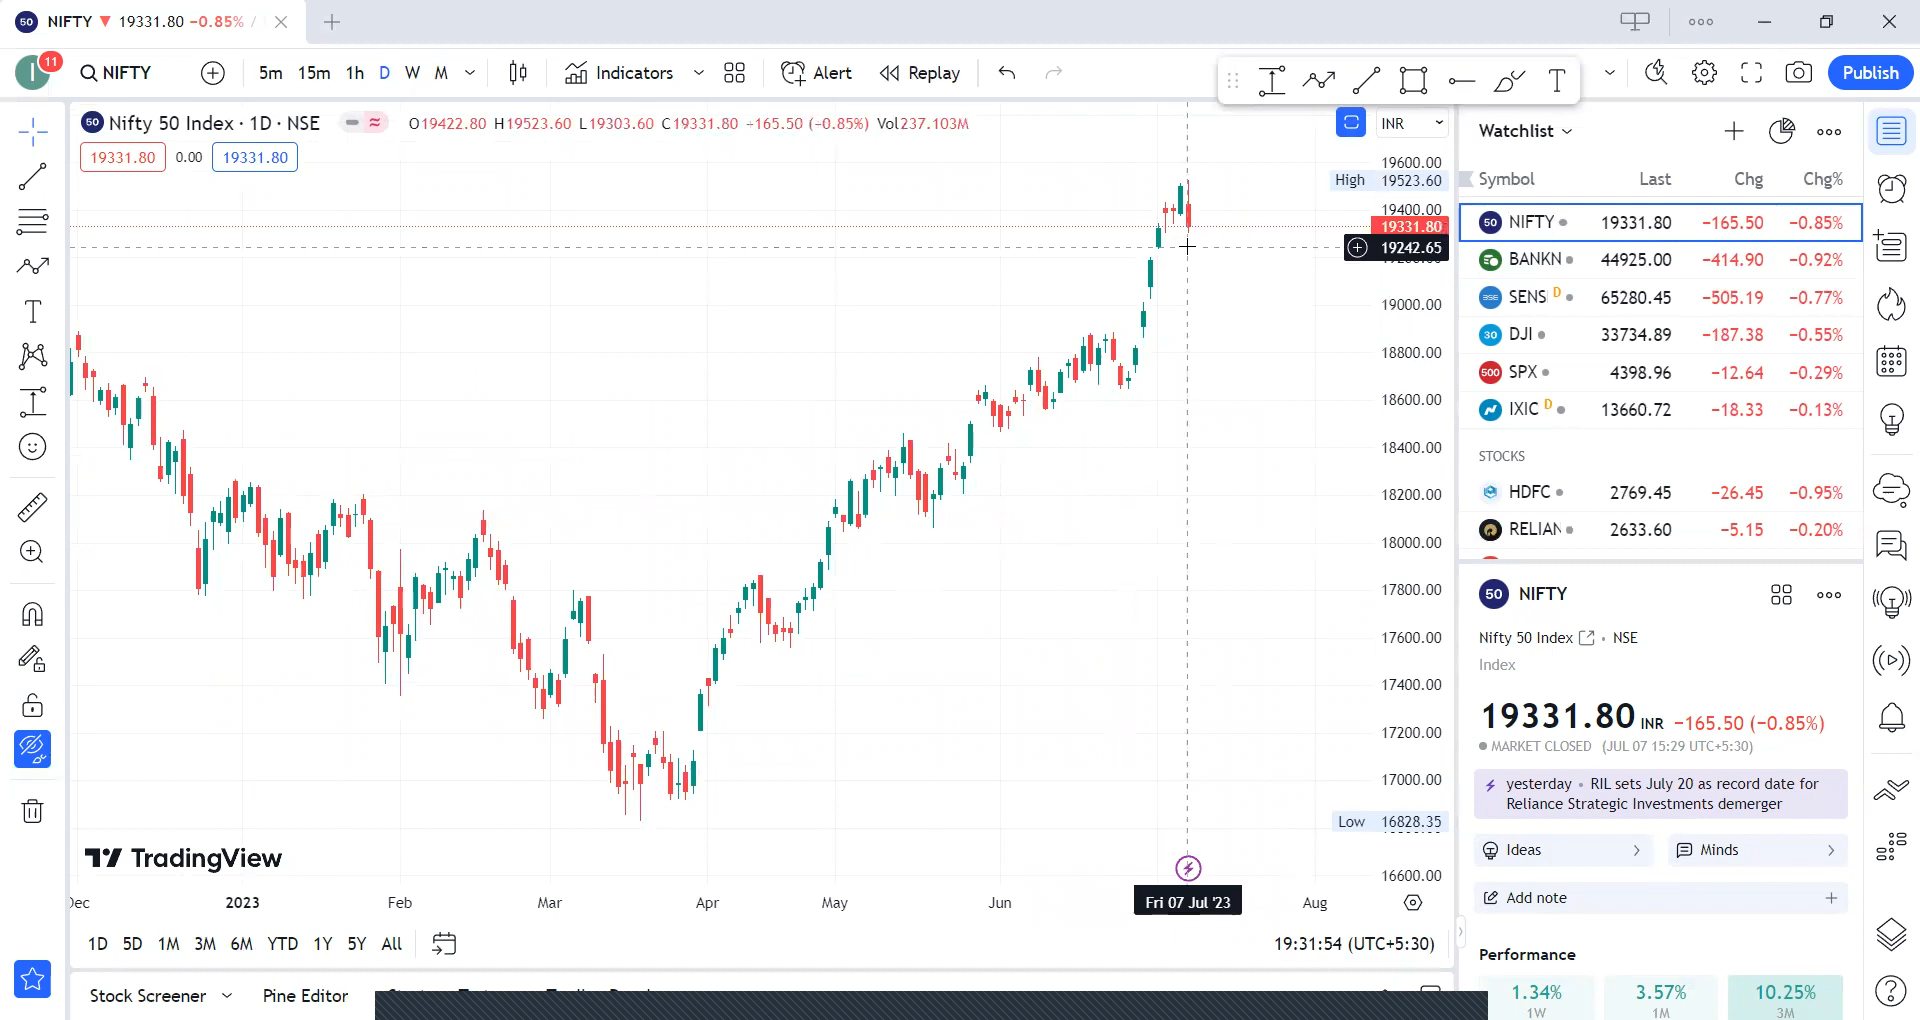 50 NIFTY ▼ 19331.80 −0.85% /
I 11 NIFTY 5m 15m 1h D W M Indicators Alert Replay Publish
50 Nifty 50 Index · 1D · NSE O19422.80 H19523.60 L19303.60 C19331.80 −165.50 (−0.85%) Vol237.103M
INR
19331.80 0.00 19331.80
19600.00
High 19523.60
19400.00
19331.80
19242.65
19000.00
18800.00
18600.00
18400.00
18200.00
18000.00
17800.00
17600.00
17400.00
17200.00
17000.00
Low 16828.35
16600.00
TradingView
Dec 2023 Feb Mar Apr May Jun Fri 07 Jul '23 Aug
1D 5D 1M 3M 6M YTD 1Y 5Y All
19:31:54 (UTC+5:30)
Stock Screener Pine Editor
Watchlist
Symbol Last Chg Chg%
50 NIFTY 19331.80 −165.50 −0.85%
BANKN 44925.00 −414.90 −0.92%
BSE SENS D 65280.45 −505.19 −0.77%
30 DJI 33734.89 −187.38 −0.55%
500 SPX 4398.96 −12.64 −0.29%
IXIC D 13660.72 −18.33 −0.13%
STOCKS
HDFC 2769.45 −26.45 −0.95%
RELIAN 2633.60 −5.15 −0.20%
50 NIFTY
Nifty 50 Index • NSE
Index
19331.80 INR −165.50 (−0.85%)
MARKET CLOSED (JUL 07 15:29 UTC+5:30)
yesterday • RIL sets July 20 as record date for
Reliance Strategic Investments demerger
Ideas
Minds
Add note
Performance
1.34% 3.57% 10.25%
1W 1M 3M